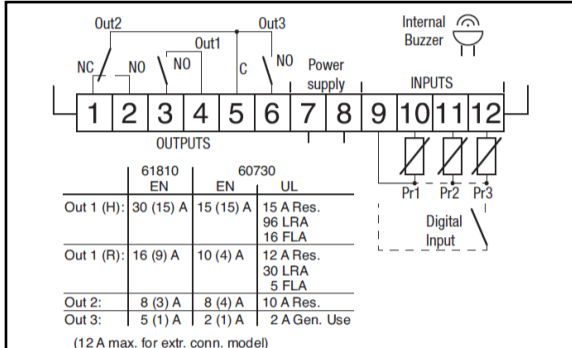 Out2 Out3 Internal
Buzzer
Out1
NC NO NO C NO Power
supply INPUTS
1 2 3 4 5 6 7 8 9 10 11 12
OUTPUTS
61810 60730
EN EN UL
Pr1 Pr2 Pr3
Out 1 (H): 30 (15) A 15 (15) A 15 A Res.
96 LRA
16 FLA
Digital
Input
Out 1 (R): 16 (9) A 10 (4) A 12 A Res.
30 LRA
5 FLA
Out 2: 8 (3) A 8 (4) A 10 A Res.
Out 3: 5 (1) A 2 (1) A 2 A Gen. Use
(12 A max. for extr. conn. model)